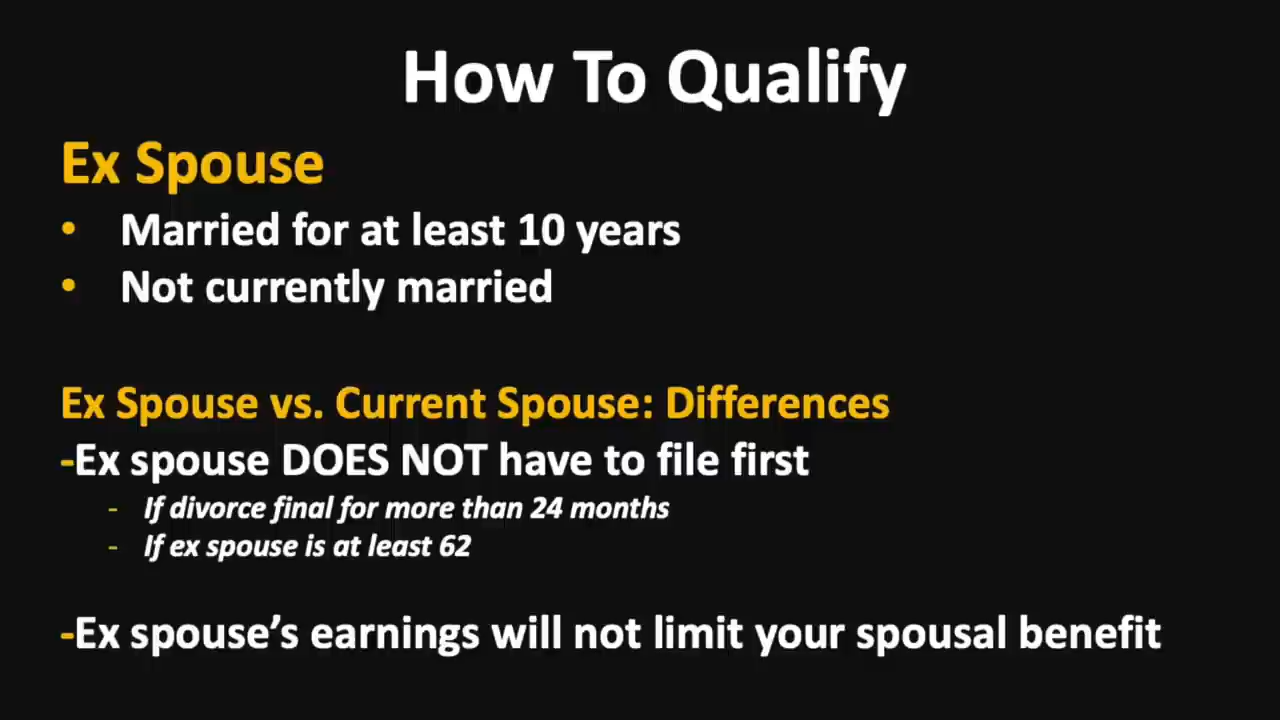 How To Qualify
Ex Spouse
• Married for at least 10 years
• Not currently married
Ex Spouse vs. Current Spouse: Differences
-Ex spouse DOES NOT have to file first
- If divorce final for more than 24 months
- If ex spouse is at least 62
-Ex spouse’s earnings will not limit your spousal benefit